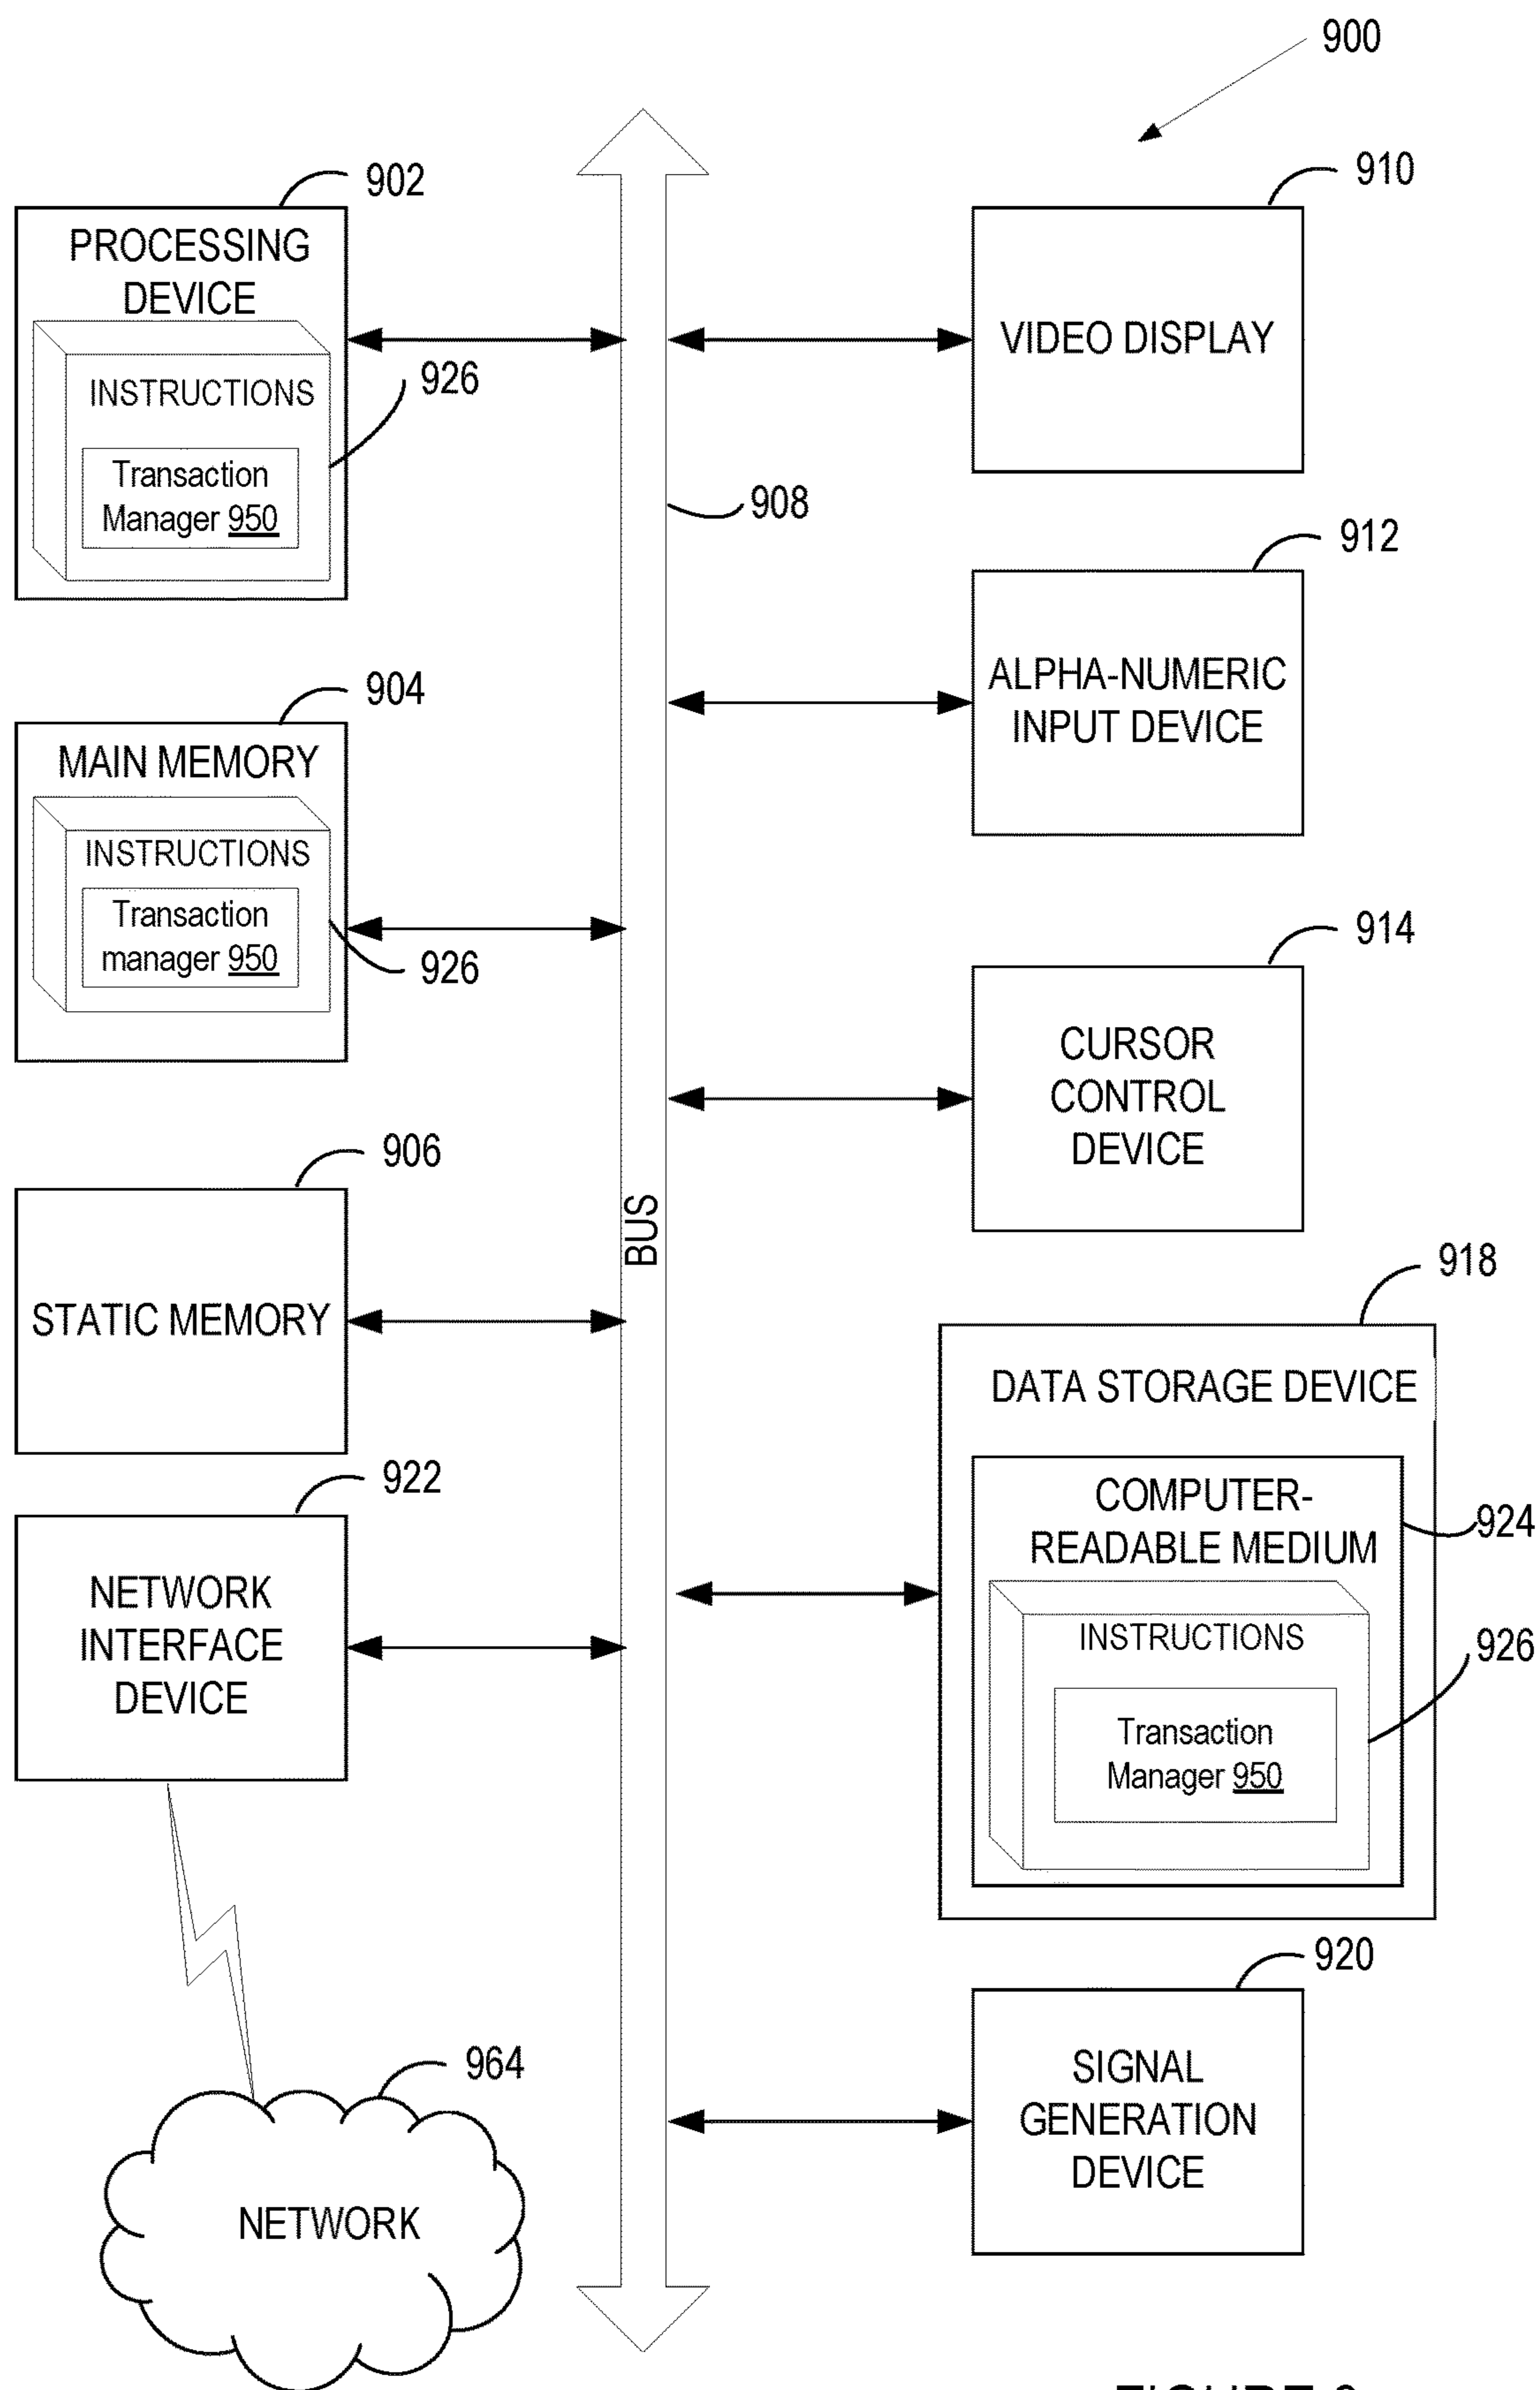 900
902
PROCESSING
DEVICE
INSTRUCTIONS
Transaction
Manager 950
926
904
MAIN MEMORY
INSTRUCTIONS
Transaction
manager 950
926
906
STATIC MEMORY
922
NETWORK
INTERFACE
DEVICE
964
NETWORK
908
BUS
910
VIDEO DISPLAY
912
ALPHA-NUMERIC
INPUT DEVICE
914
CURSOR
CONTROL
DEVICE
918
DATA STORAGE DEVICE
COMPUTER-
READABLE MEDIUM
924
INSTRUCTIONS
926
Transaction
Manager 950
920
SIGNAL
GENERATION
DEVICE